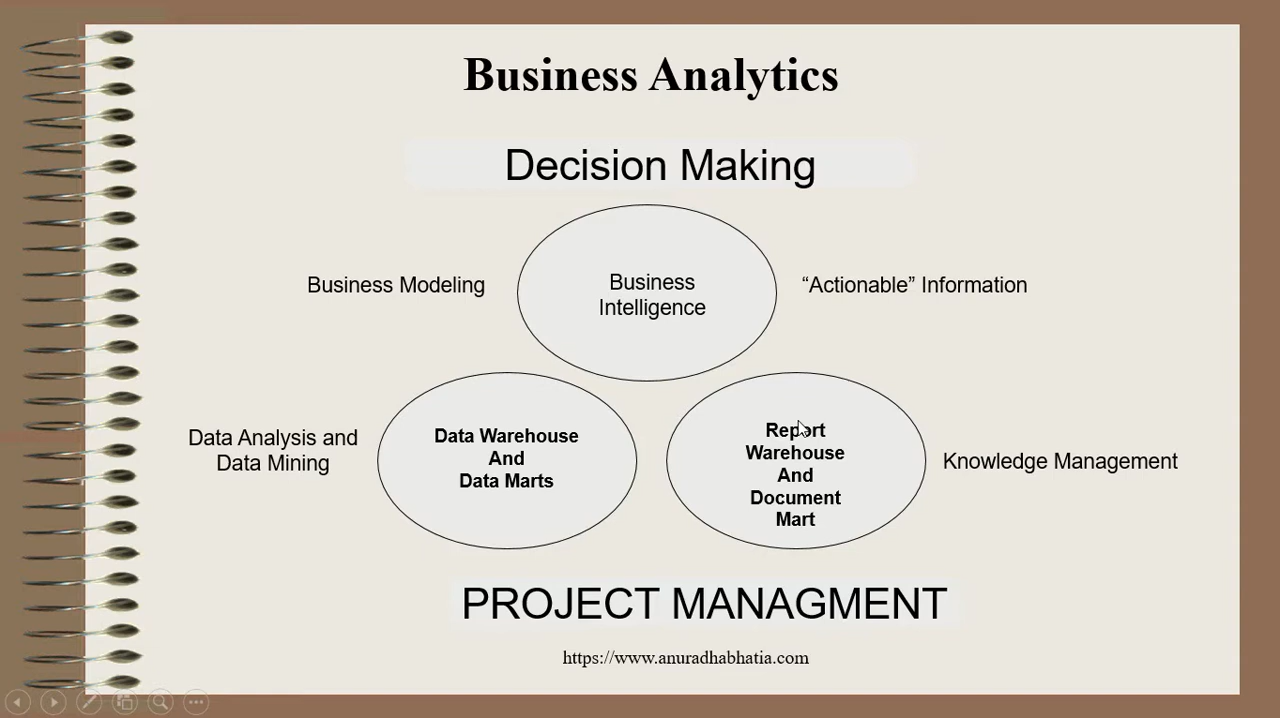 Business Analytics
Decision Making
Business Modeling
Business
Intelligence
“Actionable” Information
Data Analysis and
Data Mining
Data Warehouse
And
Data Marts
Report
Warehouse
And
Document
Mart
Knowledge Management
PROJECT MANAGMENT
https://www.anuradhabhatia.com